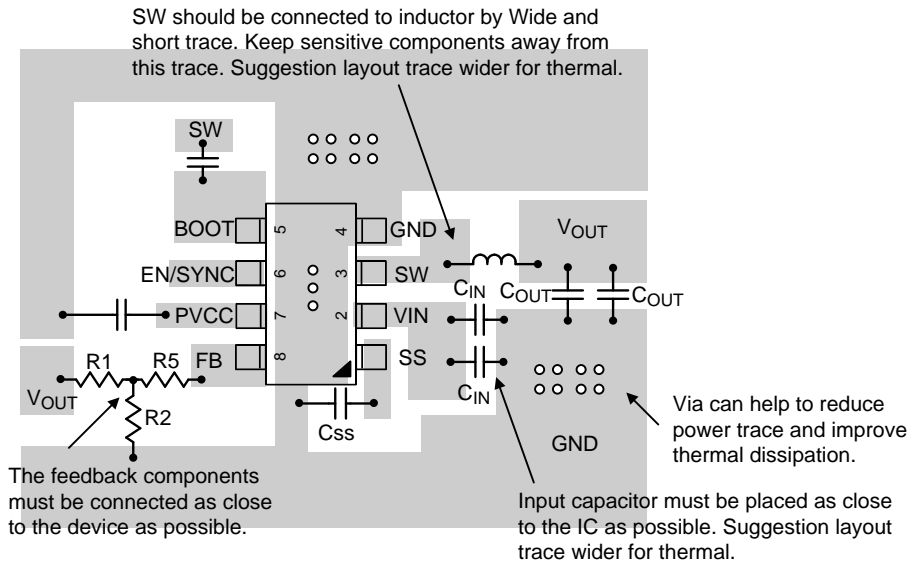 SW should be connected to inductor by Wide and
short trace. Keep sensitive components away from
this trace. Suggestion layout trace wider for thermal.
SW
BOOT 5 4 GND
VOUT
EN/SYNC 6 3 SW
CIN COUT COUT
PVCC 7 2 VIN
R1 R5 FB 8 SS
CIN
VOUT
R2
Css
GND
Via can help to reduce
power trace and improve
thermal dissipation.
The feedback components
must be connected as close
to the device as possible.
Input capacitor must be placed as close
to the IC as possible. Suggestion layout
trace wider for thermal.